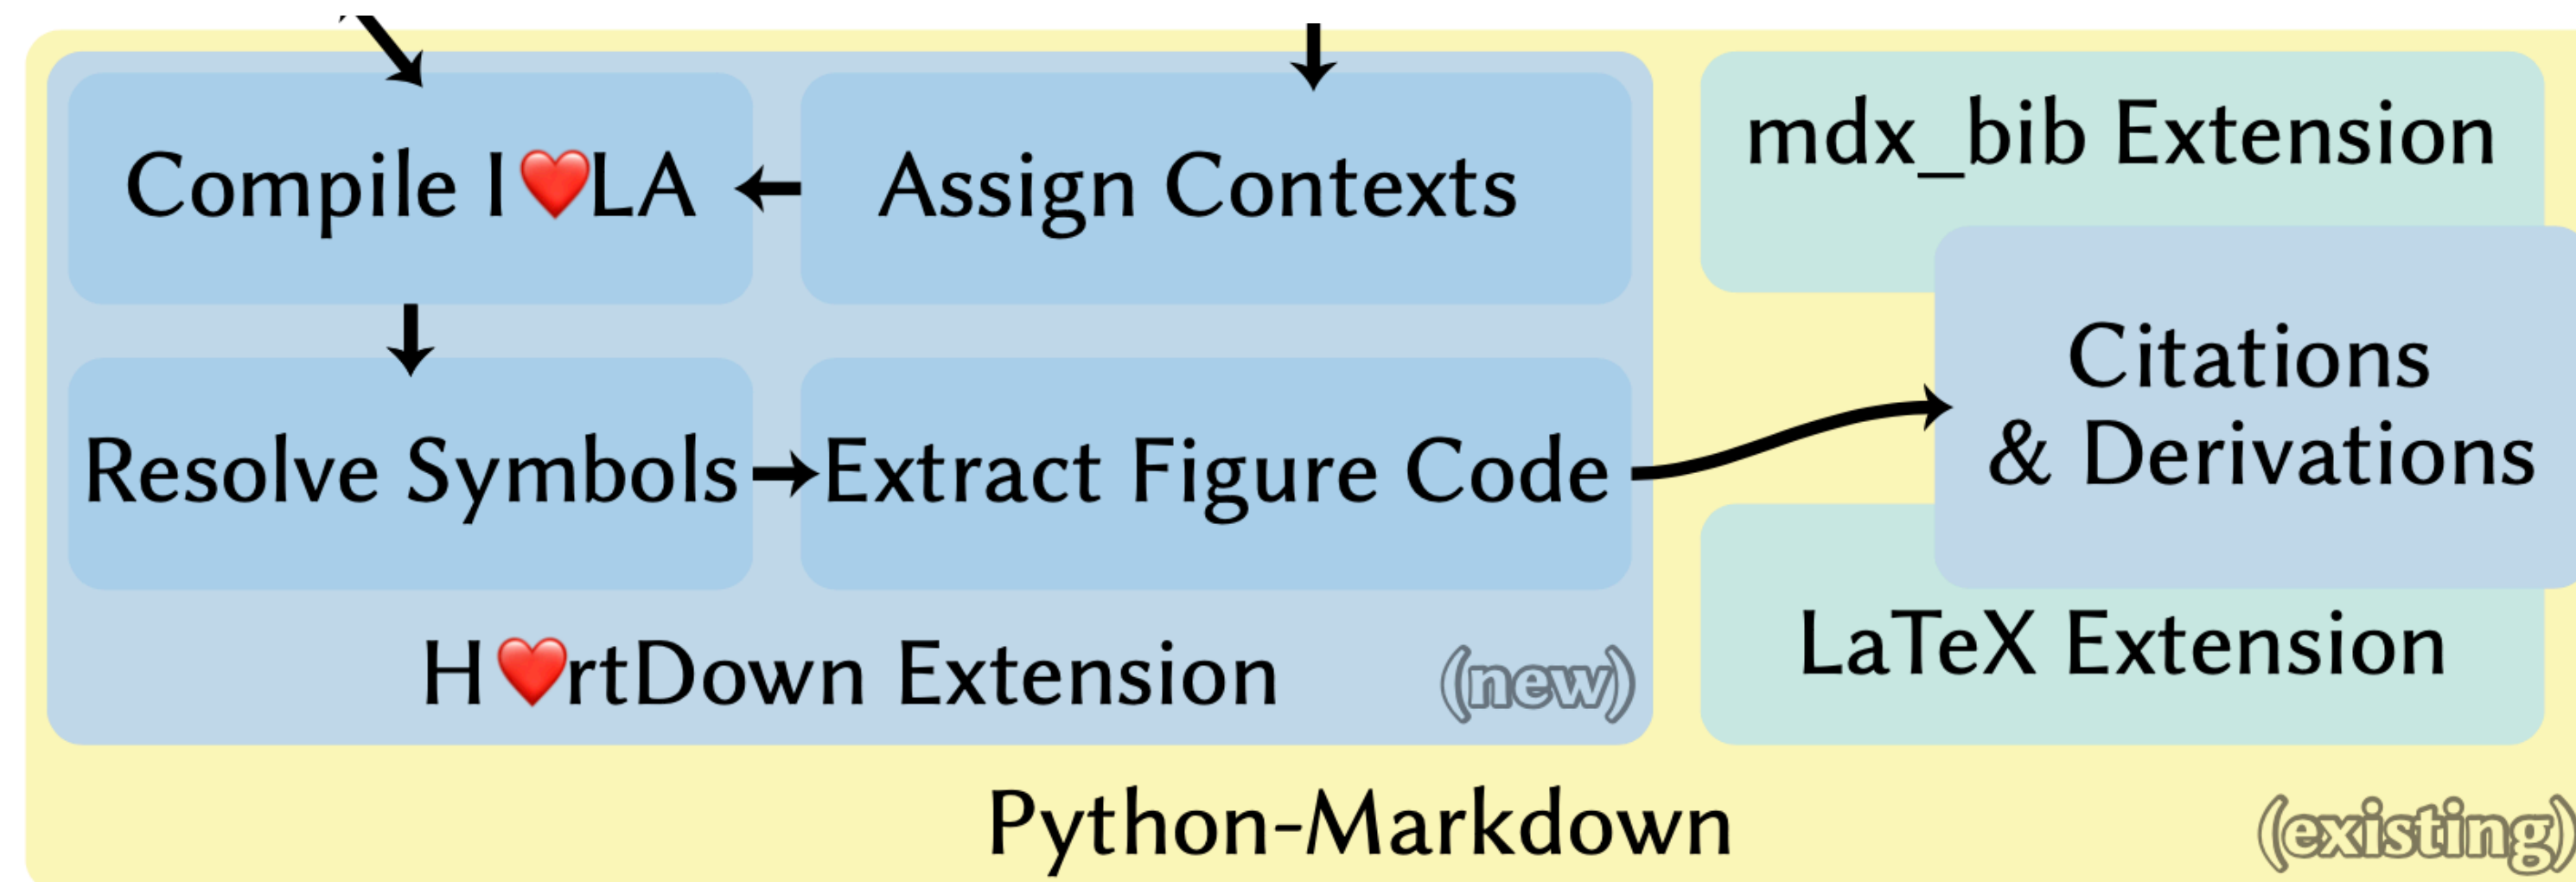 Compile I❤️LA
Assign Contexts
Resolve Symbols
Extract Figure Code
H❤️rtDown Extension
(new)
mdx_bib Extension
Citations
& Derivations
LaTeX Extension
Python-Markdown
(existing)